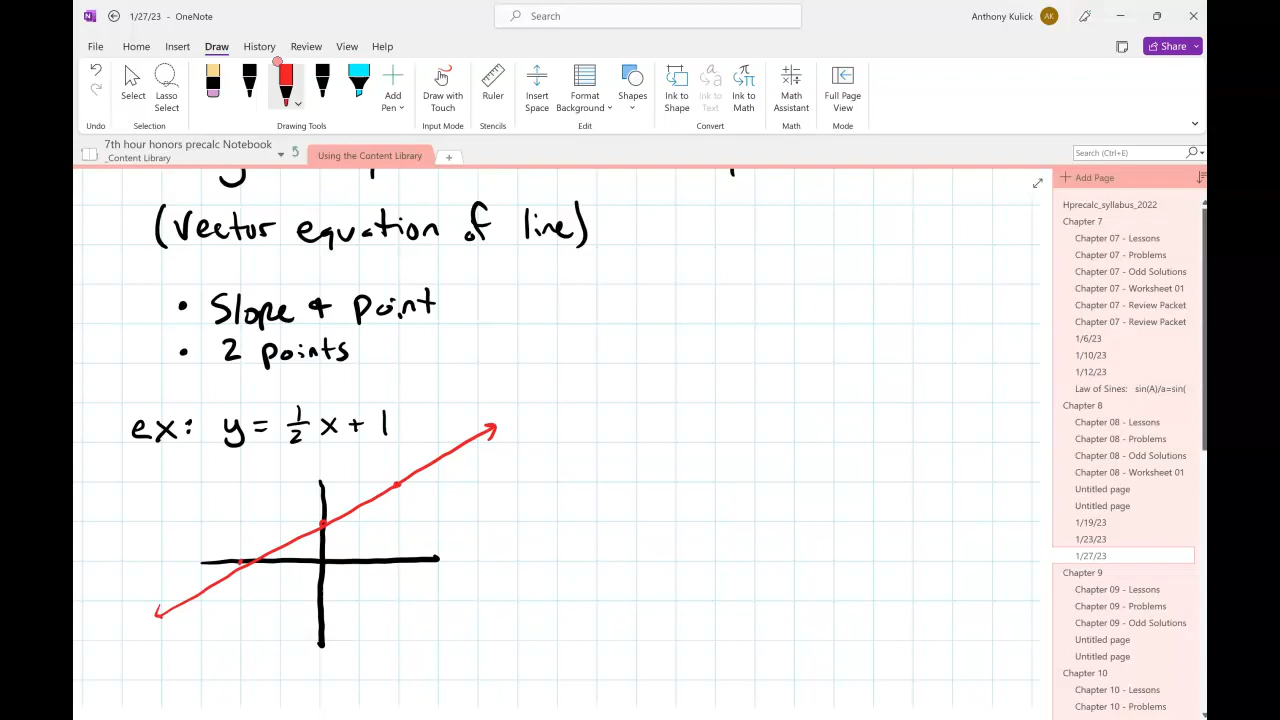 1/27/23 - OneNote
Search
Anthony Kulick
AK
File Home Insert Draw History Review View Help
Share
Undo
Select
Lasso Select
Add Pen
Draw with Touch
Ruler
Insert Space
Format Background
Shapes
Ink to Shape
Ink to Text
Ink to Math
Math Assistant
Full Page View
Undo Selection Drawing Tools Input Mode Stencils Edit Convert Math Mode
7th hour honors precalc Notebook
_Content Library
Using the Content Library
Search (Ctrl+E)
Add Page
(Vector equation of line)
• Slope + point
• 2 points
ex: y = 1/2 x + 1
Hprecalc_syllabus_2022
Chapter 7
Chapter 07 - Lessons
Chapter 07 - Problems
Chapter 07 - Odd Solutions
Chapter 07 - Worksheet 01
Chapter 07 - Review Packet
Chapter 07 - Review Packet
1/6/23
1/10/23
1/12/23
Law of Sines: sin(A)/a=sin(
Chapter 8
Chapter 08 - Lessons
Chapter 08 - Problems
Chapter 08 - Odd Solutions
Chapter 08 - Worksheet 01
Untitled page
Untitled page
1/19/23
1/23/23
1/27/23
Chapter 9
Chapter 09 - Lessons
Chapter 09 - Problems
Chapter 09 - Odd Solutions
Untitled page
Untitled page
Chapter 10
Chapter 10 - Lessons
Chapter 10 - Problems